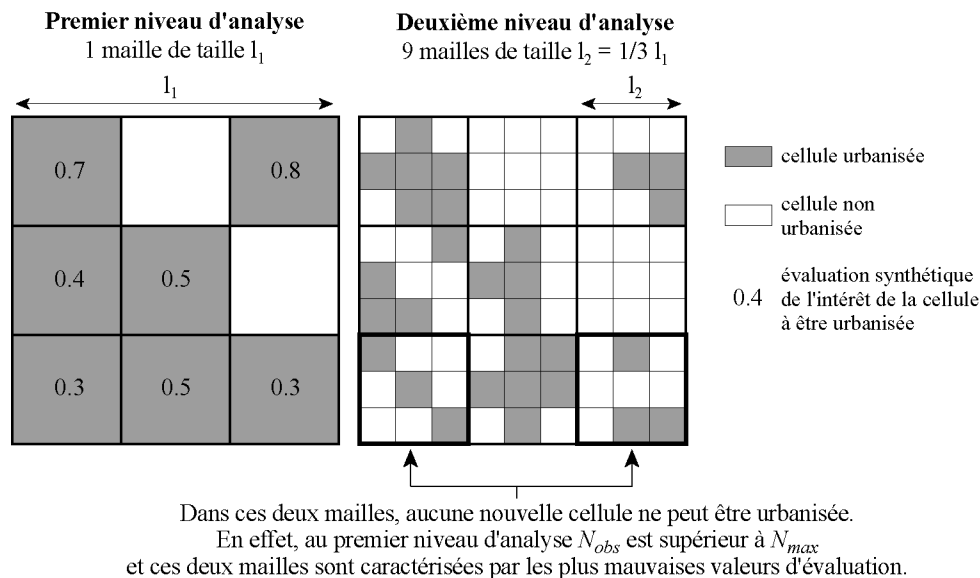 Premier niveau d'analyse
1 maille de taille l₁
l₁
Deuxième niveau d'analyse
9 mailles de taille l₂ = 1/3 l₁
l₂
0.7
0.8
0.4
0.5
0.3
0.5
0.3
cellule urbanisée
cellule non
urbanisée
0.4
évaluation synthétique
de l'intérêt de la cellule
à être urbanisée
Dans ces deux mailles, aucune nouvelle cellule ne peut être urbanisée.
En effet, au premier niveau d'analyse Nobs est supérieur à Nmax
et ces deux mailles sont caractérisées par les plus mauvaises valeurs d'évaluation.